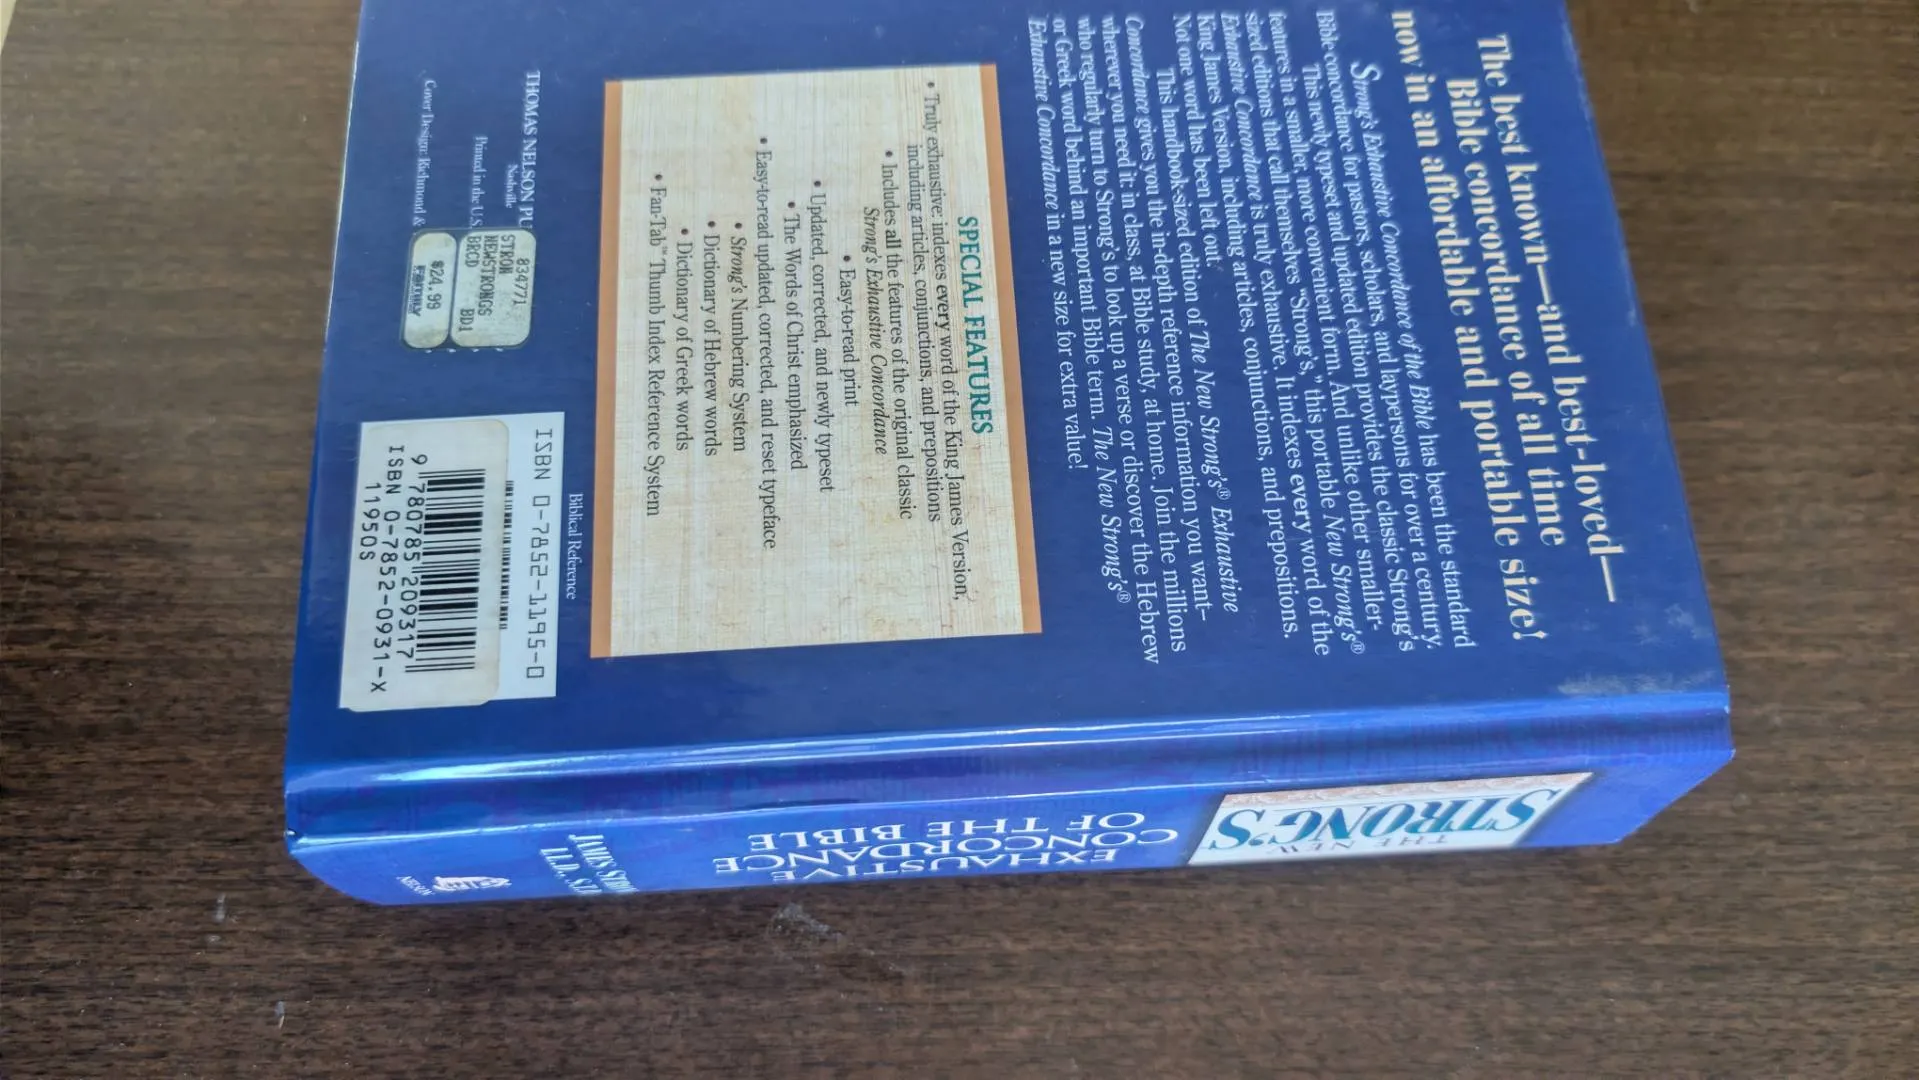 The best known—and best-loved—
Bible concordance of all time
now in an affordable and portable size!
Strong's Exhaustive Concordance of the Bible has been the standard
Bible concordance for pastors, scholars, and laypersons for over a century.
This newly typeset and updated edition provides the classic Strong's
features in a smaller, more convenient form. And unlike other smaller-
sized editions that call themselves "Strong's," this portable New Strong's®
Exhaustive Concordance is truly exhaustive. It indexes every word of the
King James Version, including articles, conjunctions, and prepositions.
Not one word has been left out!
This handbook-sized edition of The New Strong's® Exhaustive
Concordance gives you the in-depth reference information you want—
wherever you need it: in class, at Bible study, at home. Join the millions
who regularly turn to Strong's to look up a verse or discover the Hebrew
or Greek word behind an important Bible term. The New Strong's®
Exhaustive Concordance in a new size for extra value!
SPECIAL FEATURES
• Truly exhaustive: indexes every word of the King James Version,
including articles, conjunctions, and prepositions
• Includes all the features of the original classic
Strong's Exhaustive Concordance
• Easy-to-read print
• Updated, corrected, and newly typeset
• The Words of Christ emphasized
• Easy-to-read updated, corrected, and reset typeface
• Strong's Numbering System
• Dictionary of Hebrew words
• Dictionary of Greek words
• Fan-Tab™ Thumb Index Reference System
THOMAS NELSON PU
Nashville
Printed in the U.S.
Cover Design: Richmond &
834771
STRON
NEWSTRONGS
BRCD BD1
$24.99
Biblical Reference
ISBN 0-7852-1195-0
9 780785 209317
ISBN 0-7852-0931-X
11950S
THE NEW
STRONG'S
EXHAUSTIVE
CONCORDANCE
OF THE BIBLE
JAMES
LL.D.,
NELSON